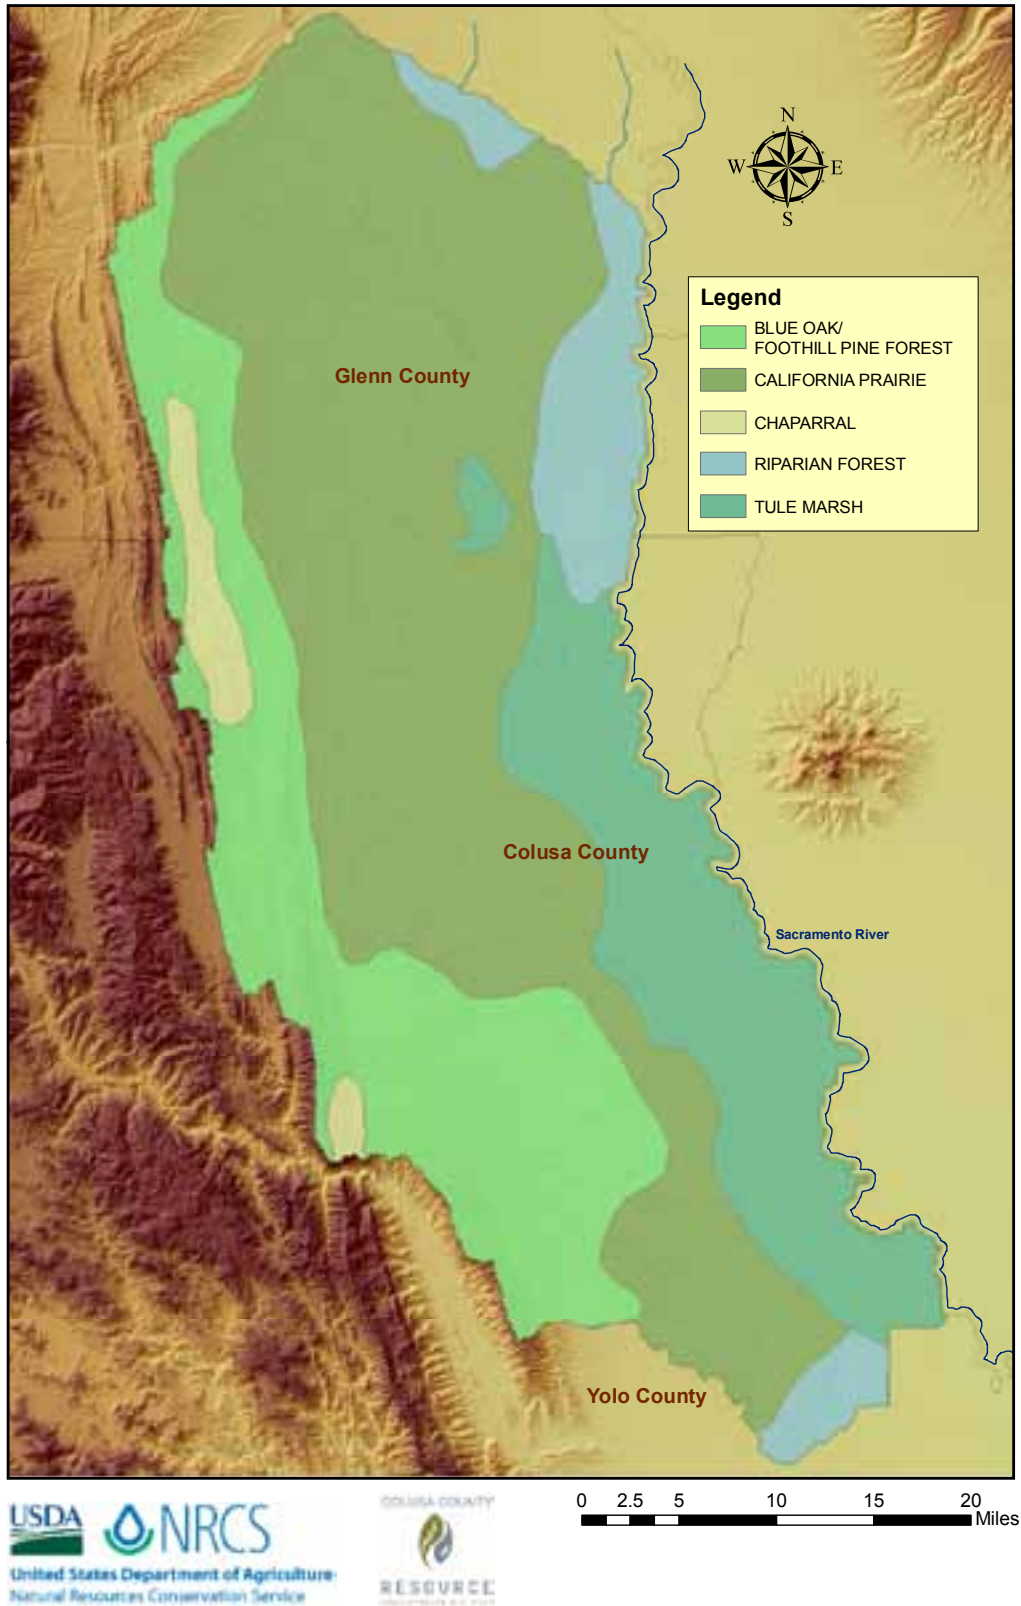 N
W E
S
Legend
BLUE OAK/
FOOTHILL PINE FOREST
CALIFORNIA PRAIRIE
CHAPARRAL
RIPARIAN FOREST
TULE MARSH
Glenn County
Colusa County
Sacramento River
Yolo County
0 2.5 5 10 15 20
Miles
USDA NRCS
United States Department of Agriculture
Natural Resources Conservation Service
COLUSA COUNTY
RESOURCE